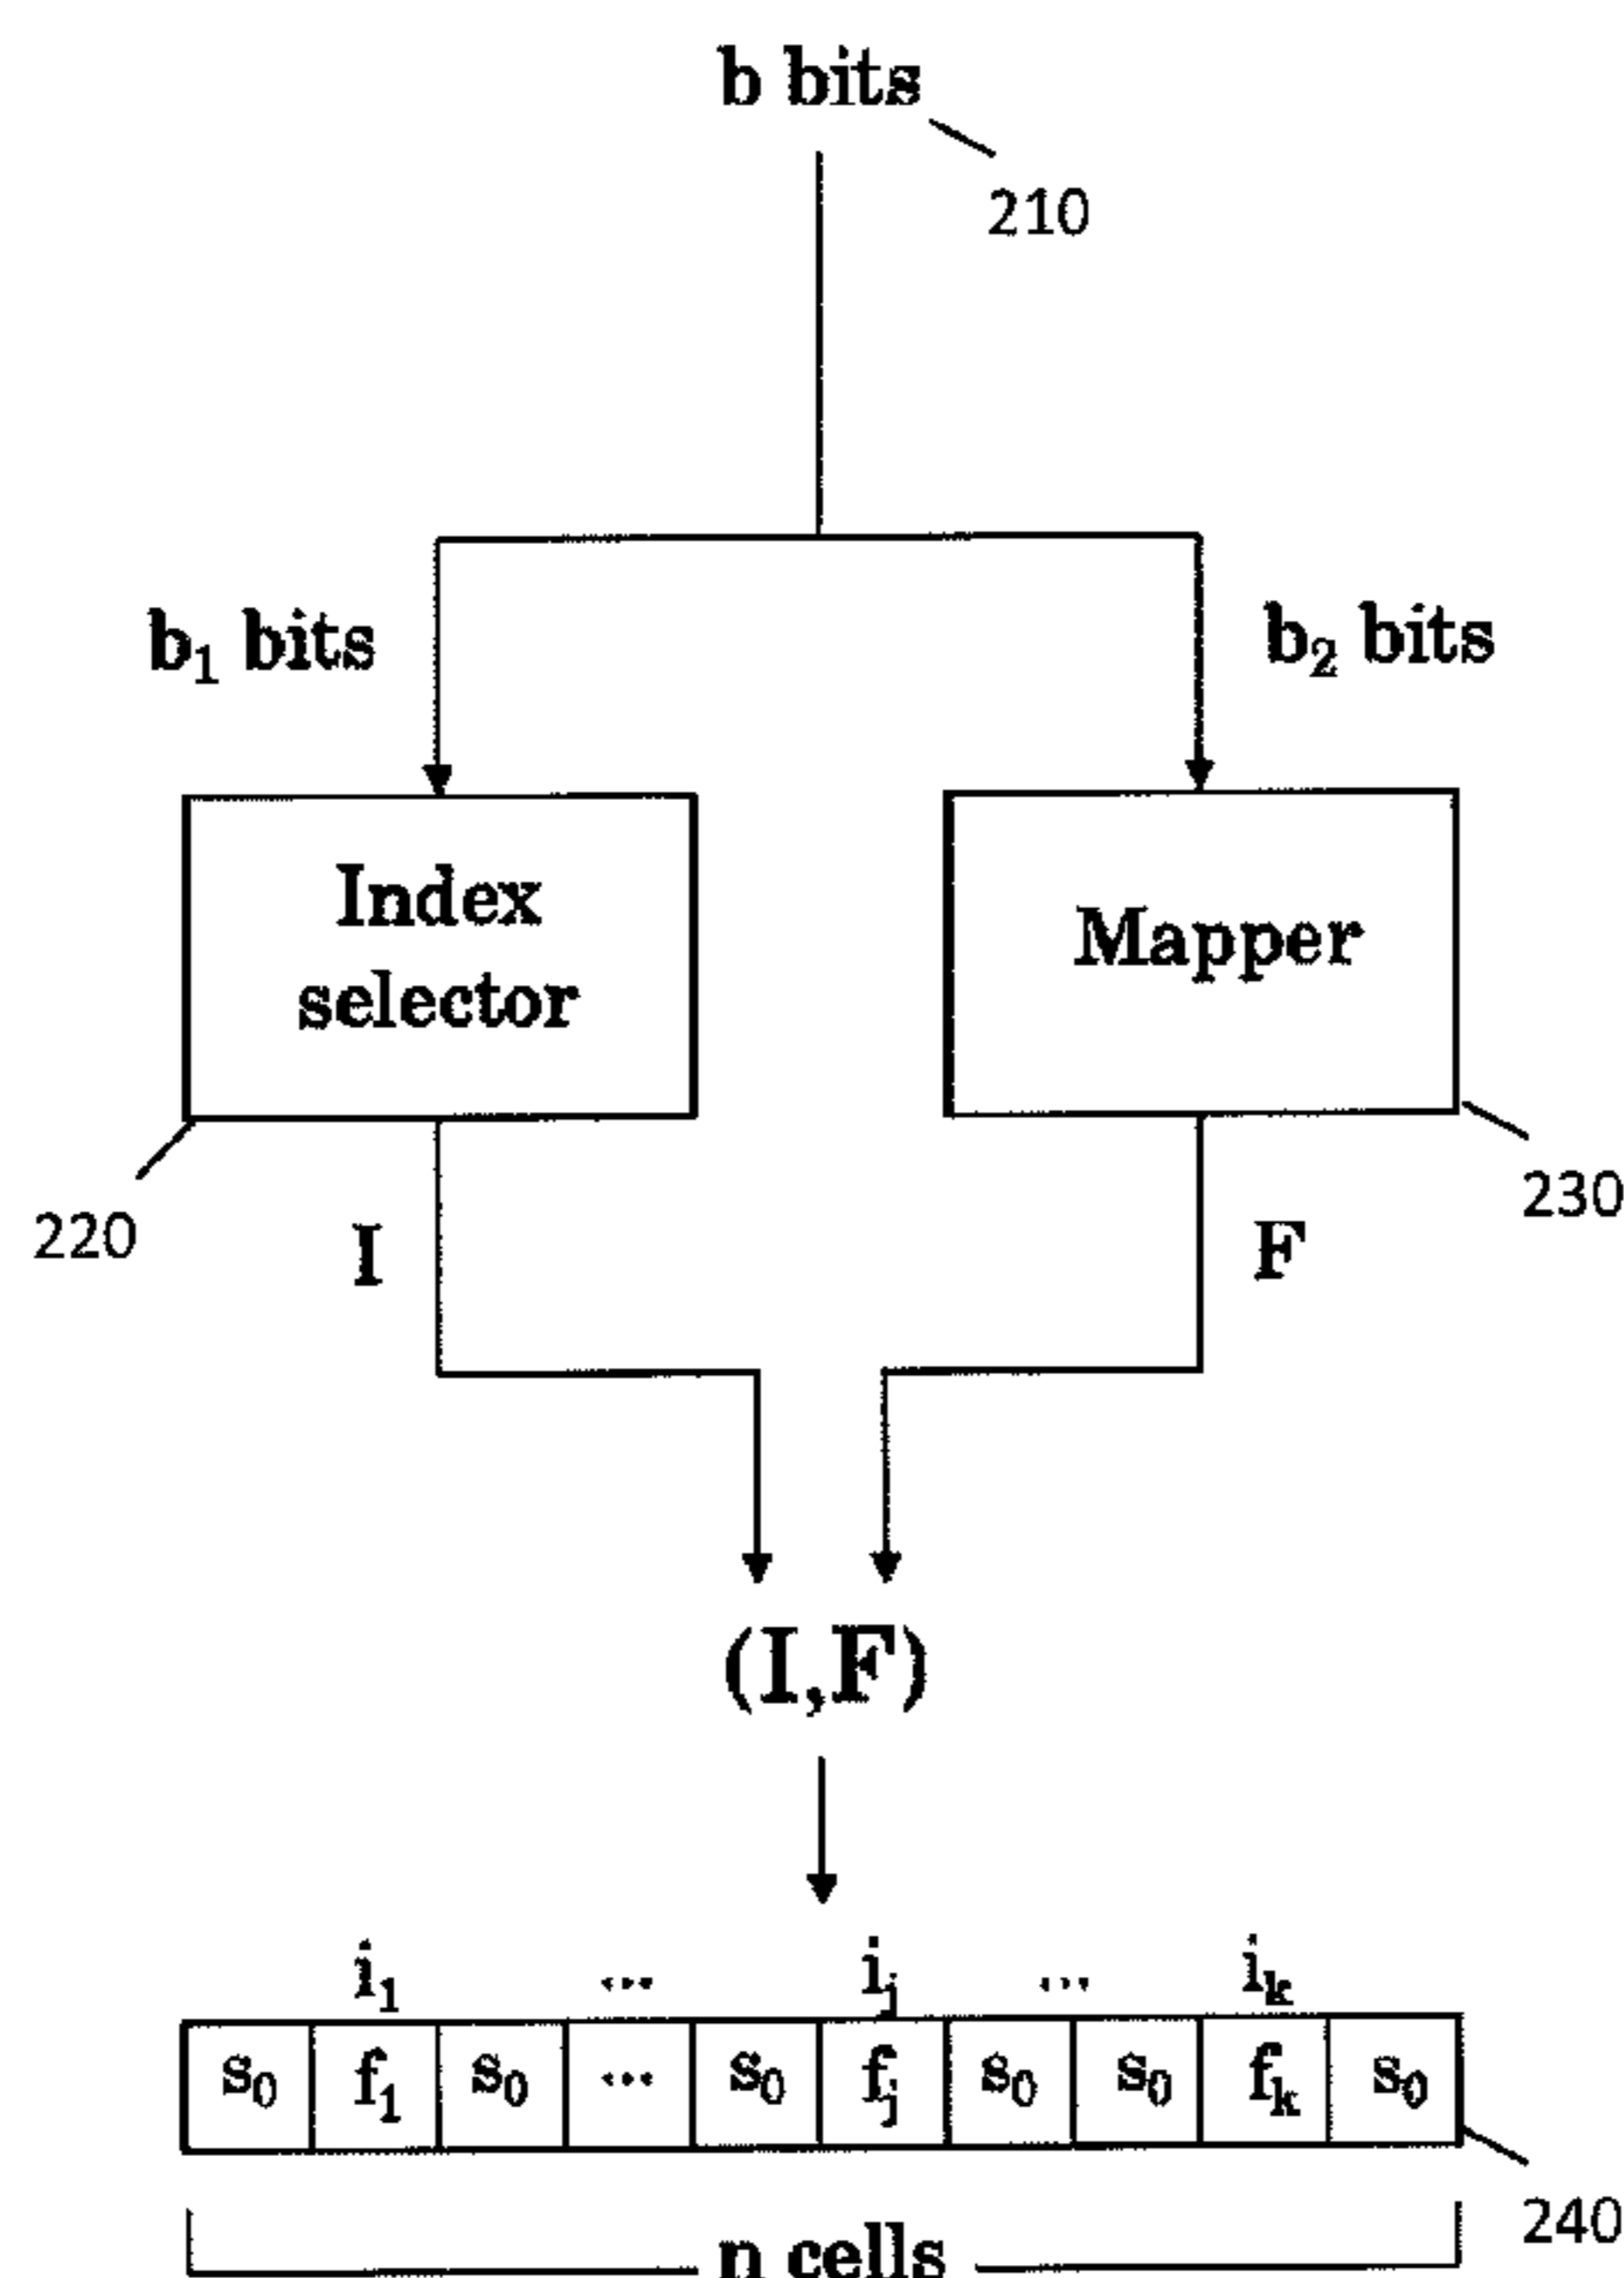 b bits
210
b₁ bits
b₂ bits
Index
selector
Mapper
220
230
I
F
(I,F)
i₁ ... iⱼ ... iₖ
s₀ f₁ s₀ ... s₀ fⱼ s₀ s₀ fₖ s₀
240
n cells